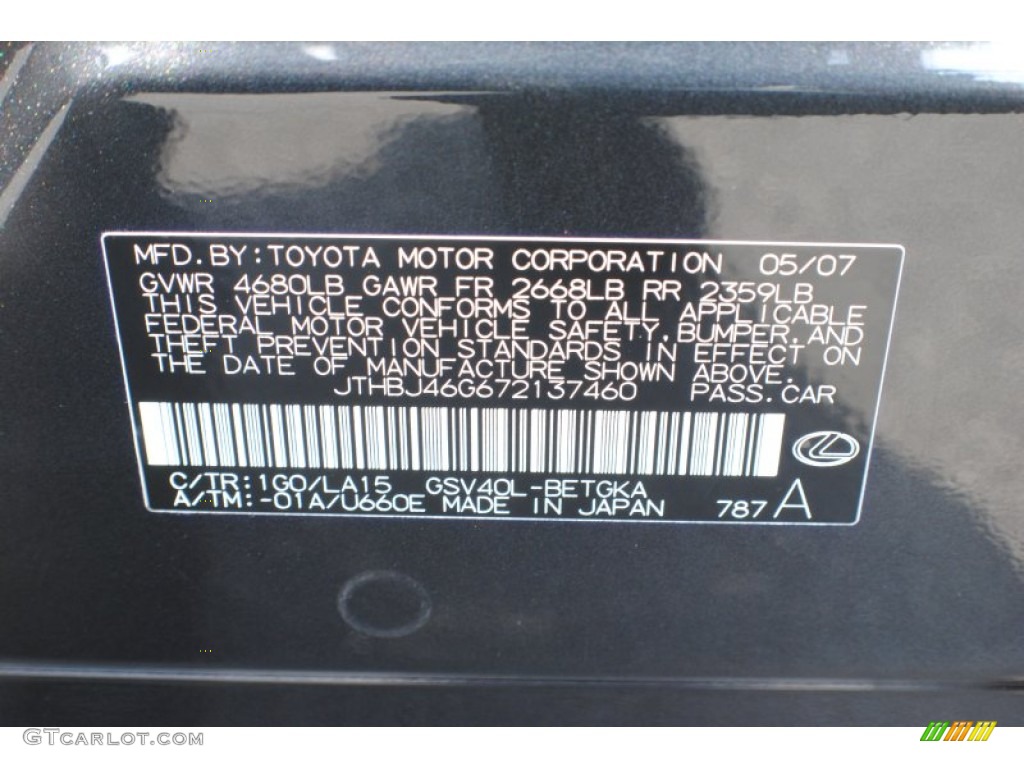 MFD.BY:TOYOTA MOTOR CORPORATION 05/07
GVWR 4680LB GAWR FR 2668LB RR 2359LB
THIS VEHICLE CONFORMS TO ALL APPLICABLE
FEDERAL MOTOR VEHICLE SAFETY,BUMPER,AND
THEFT PREVENTION STANDARDS IN EFFECT ON
THE DATE OF MANUFACTURE SHOWN ABOVE.
JTHBJ46G672137460 PASS.CAR
C/TR:1G0/LA15 GSV40L-BETGKA
A/TM:-01A/U660E MADE IN JAPAN 787A
GTCARLOT.COM